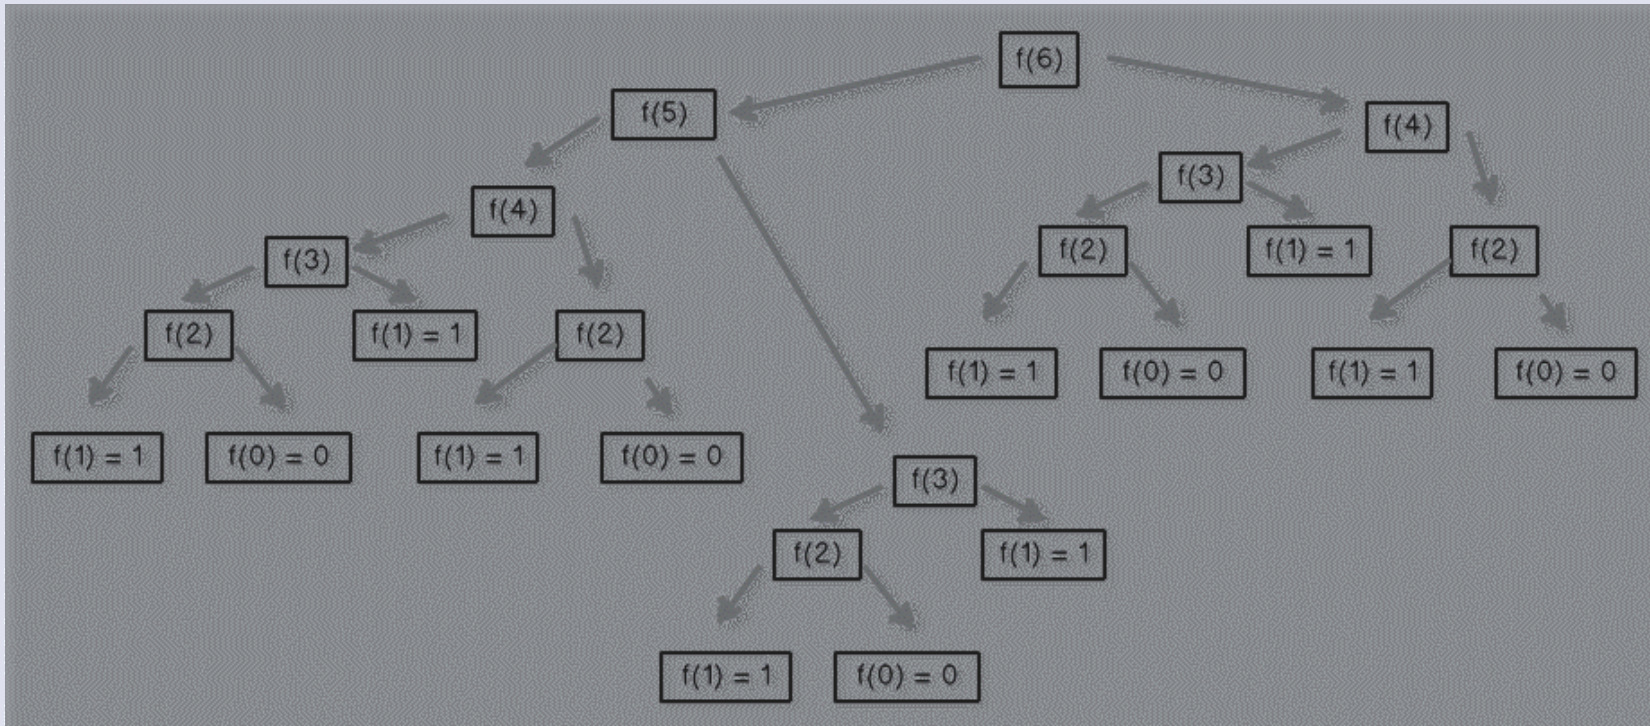 f(6)
f(5)
f(4)
f(3)
f(4)
f(2)
f(1) = 1
f(2)
f(3)
f(2)
f(1) = 1
f(2)
f(1) = 1
f(0) = 0
f(1) = 1
f(0) = 0
f(1) = 1
f(0) = 0
f(1) = 1
f(0) = 0
f(3)
f(2)
f(1) = 1
f(1) = 1
f(0) = 0